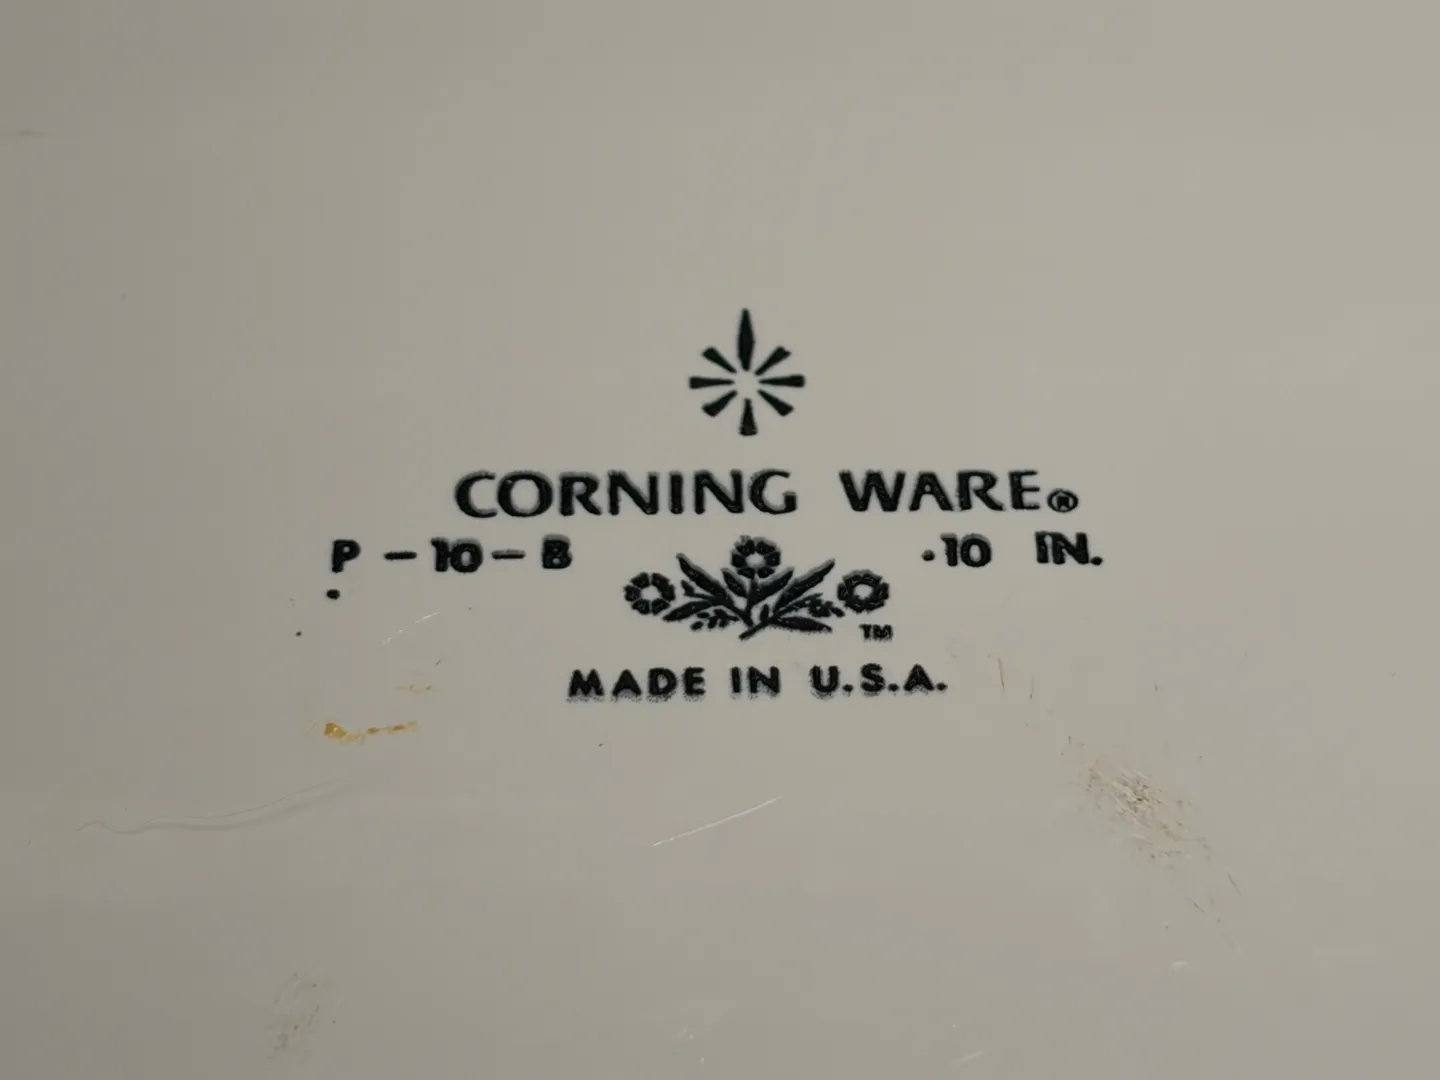 CORNING WARE®
P - 10 - B .10 IN.
TM
MADE IN U.S.A.